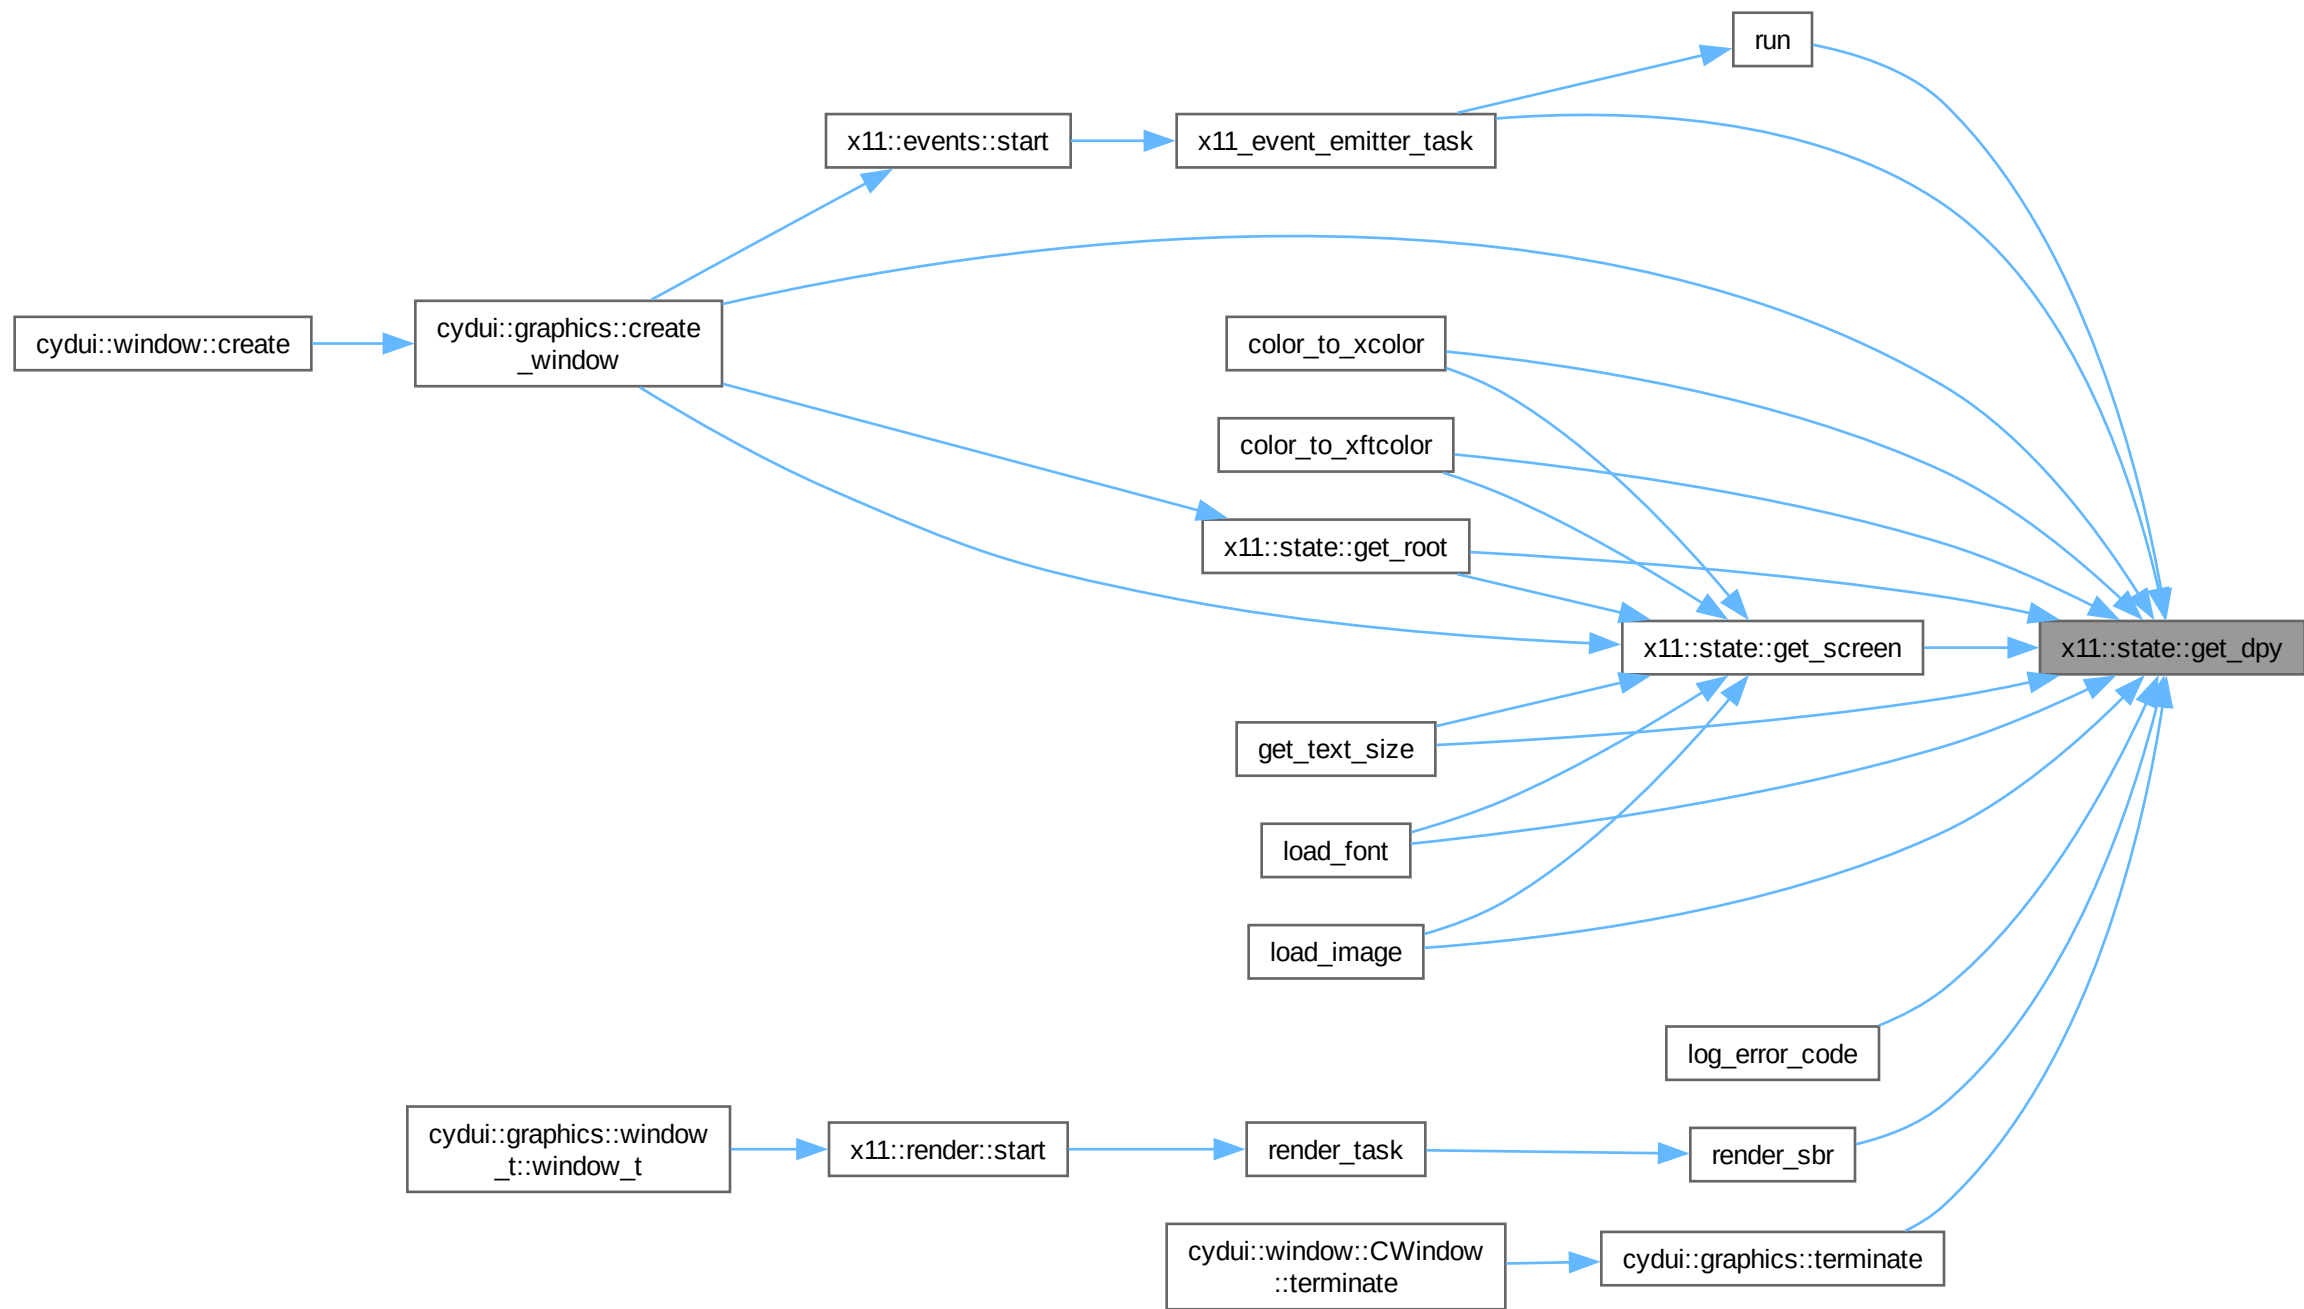 run
x11::events::start
x11_event_emitter_task
cydui::window::create
cydui::graphics::create
_window
color_to_xcolor
color_to_xftcolor
x11::state::get_root
x11::state::get_screen
x11::state::get_dpy
get_text_size
load_font
load_image
log_error_code
cydui::graphics::window
_t::window_t
x11::render::start
render_task
render_sbr
cydui::window::CWindow
::terminate
cydui::graphics::terminate